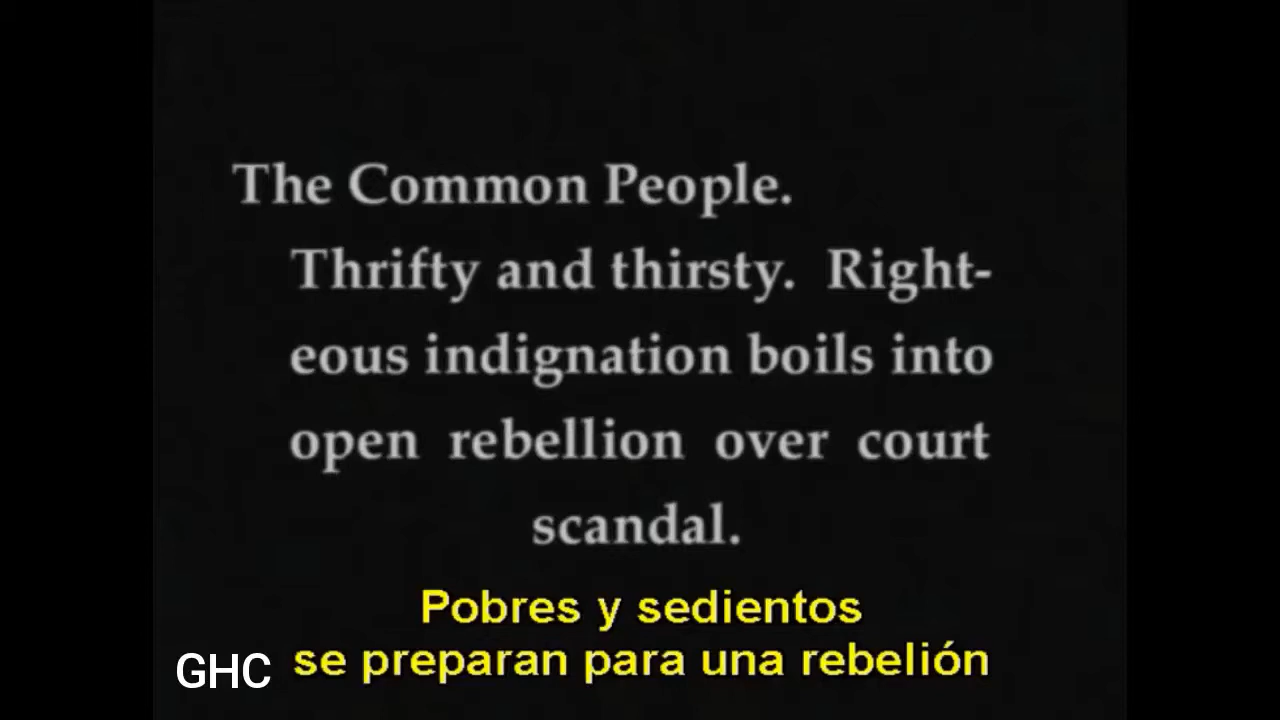 The Common People.
Thrifty and thirsty. Right-
eous indignation boils into
open rebellion over court
scandal.
Pobres y sedientos
GHC se preparan para una rebelión